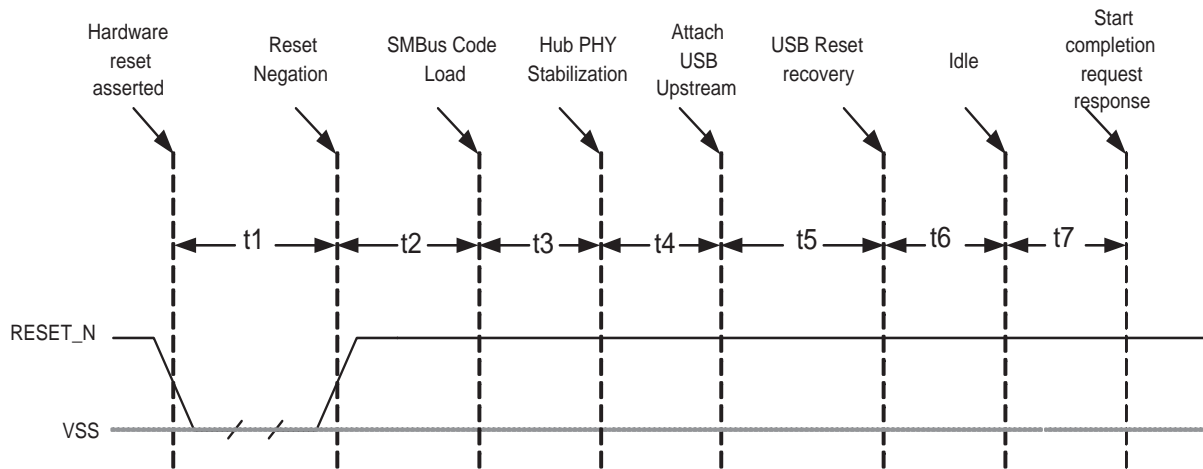 Hardware
reset
asserted
Reset
Negation
SMBus Code
Load
Hub PHY
Stabilization
Attach
USB
Upstream
USB Reset
recovery
Idle
Start
completion
request
response
t1
t2
t3
t4
t5
t6
t7
RESET_N
VSS